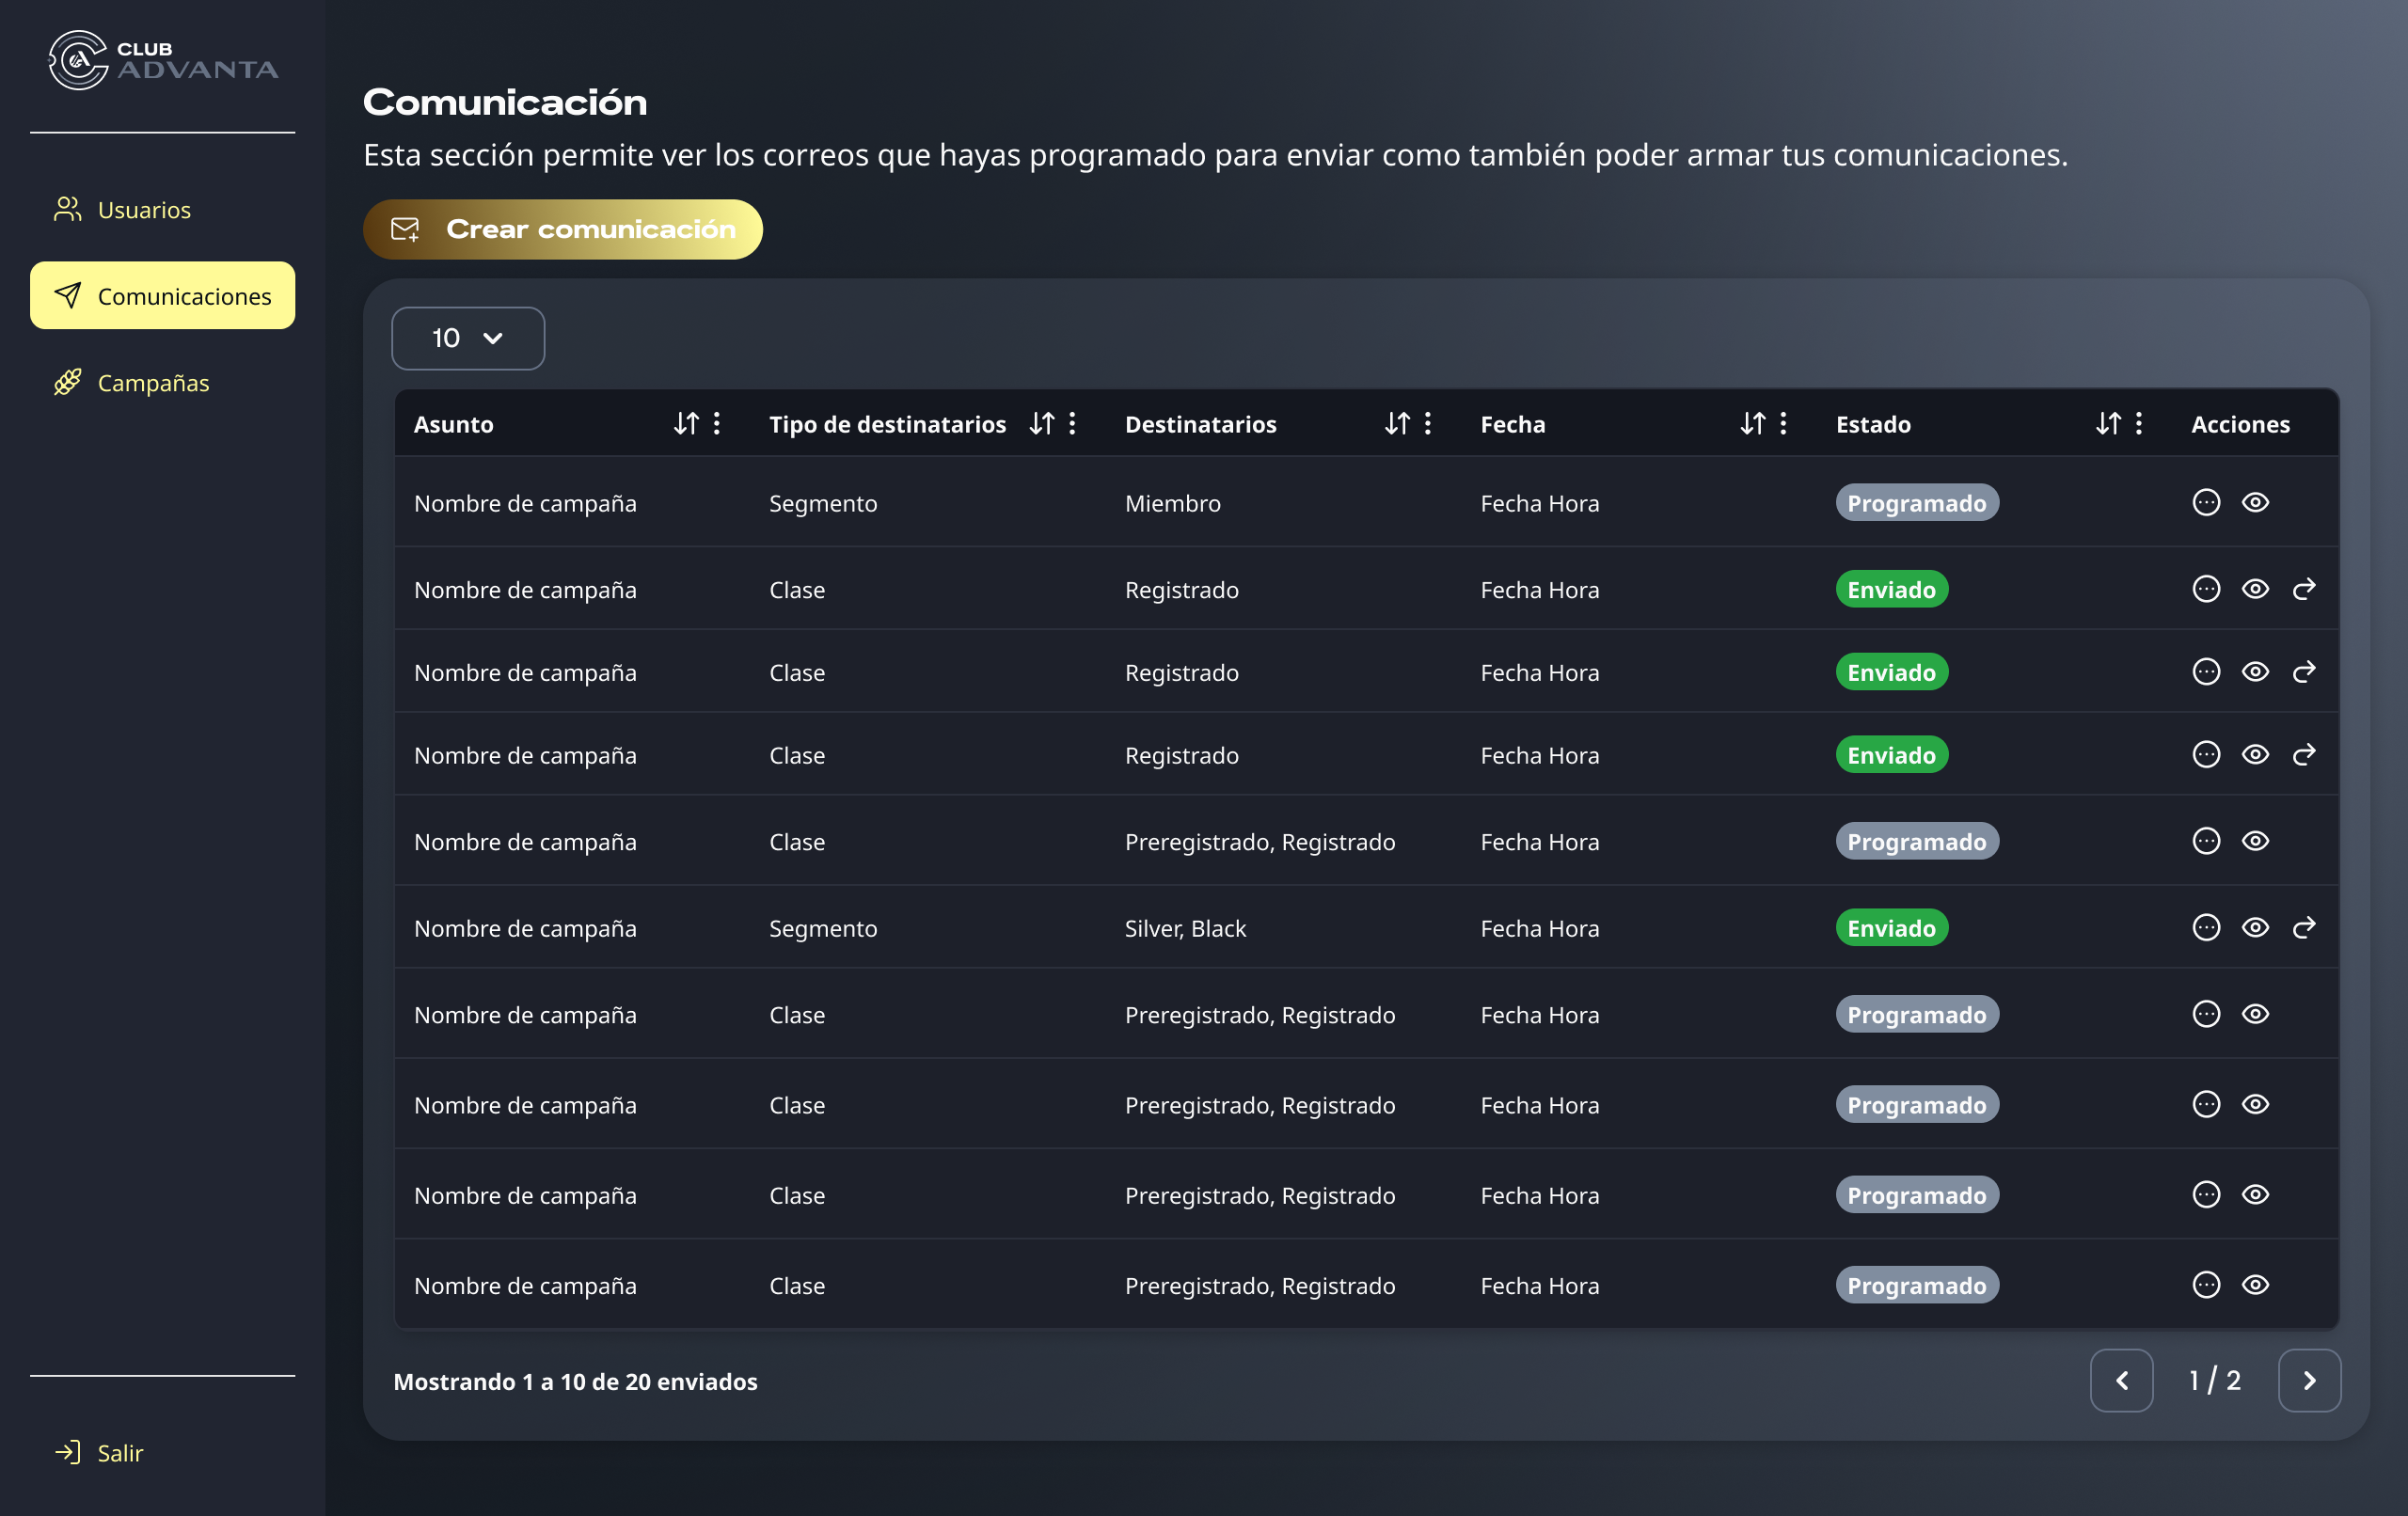 CLUB
ADVANTA
Usuarios
Comunicaciones
Campañas
Salir
Comunicación
Esta sección permite ver los correos que hayas programado para enviar como también poder armar tus comunicaciones.
Crear comunicación
10
Asunto Tipo de destinatarios Destinatarios Fecha Estado Acciones
Nombre de campaña Segmento Miembro Fecha Hora Programado
Nombre de campaña Clase Registrado Fecha Hora Enviado
Nombre de campaña Clase Registrado Fecha Hora Enviado
Nombre de campaña Clase Registrado Fecha Hora Enviado
Nombre de campaña Clase Preregistrado, Registrado Fecha Hora Programado
Nombre de campaña Segmento Silver, Black Fecha Hora Enviado
Nombre de campaña Clase Preregistrado, Registrado Fecha Hora Programado
Nombre de campaña Clase Preregistrado, Registrado Fecha Hora Programado
Nombre de campaña Clase Preregistrado, Registrado Fecha Hora Programado
Nombre de campaña Clase Preregistrado, Registrado Fecha Hora Programado
Mostrando 1 a 10 de 20 enviados
1 / 2